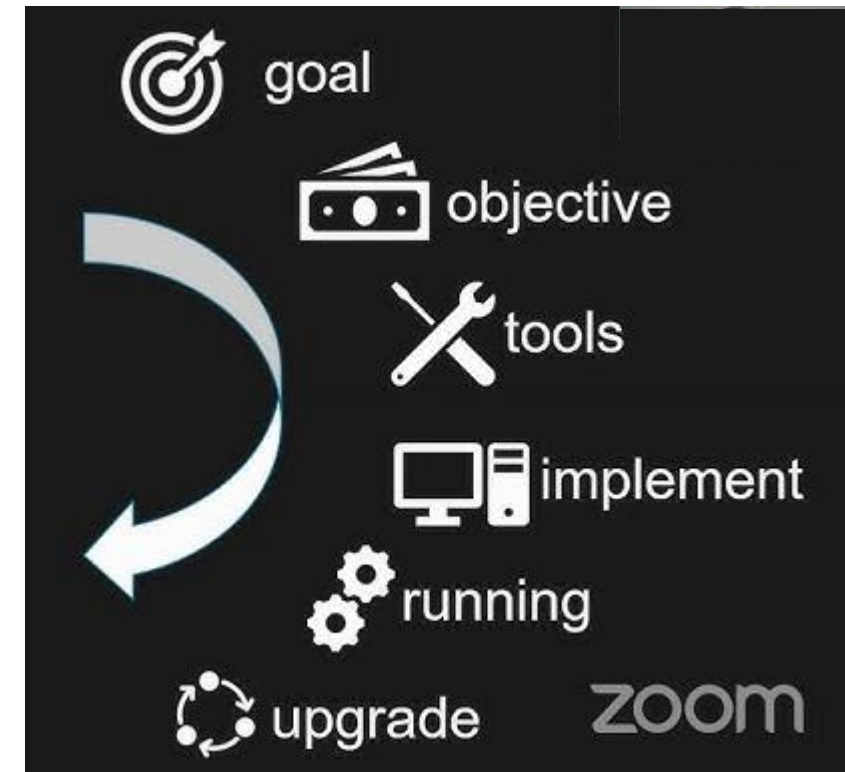 goal
objective
tools
implement
running
upgrade
zoom